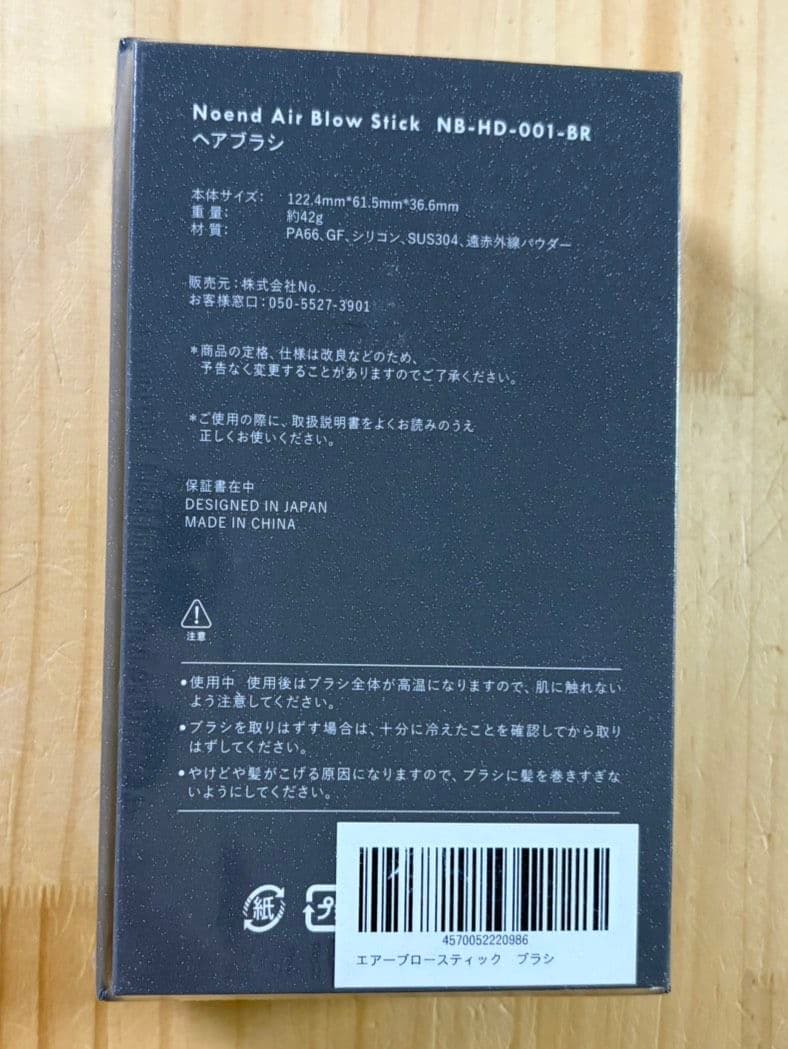 Noend Air Blow Stick NB-HD-001-BR
ヘアブラシ
本体サイズ: 122.4mm*61.5mm*36.6mm
重量: 約42g
材質: PA66、GF、シリコン、SUS304、遠赤外線パウダー
販売元:株式会社No.
お客様窓口:050-5527-3901
*商品の定格、仕様は改良などのため、
予告なく変更することがありますのでご了承ください。
*ご使用の際に、取扱説明書をよくお読みのうえ
正しくお使いください。
保証書在中
DESIGNED IN JAPAN
MADE IN CHINA
注意
•使用中、使用後はブラシ全体が高温になりますので、肌に触れない
よう注意してください。
•ブラシを取りはずす場合は、十分に冷えたことを確認してから取り
はずしてください。
•やけどや髪がこげる原因になりますので、ブラシに髪を巻きすぎな
いようにしてください。
紙 プ
4570052220986
エアーブロースティック ブラシ